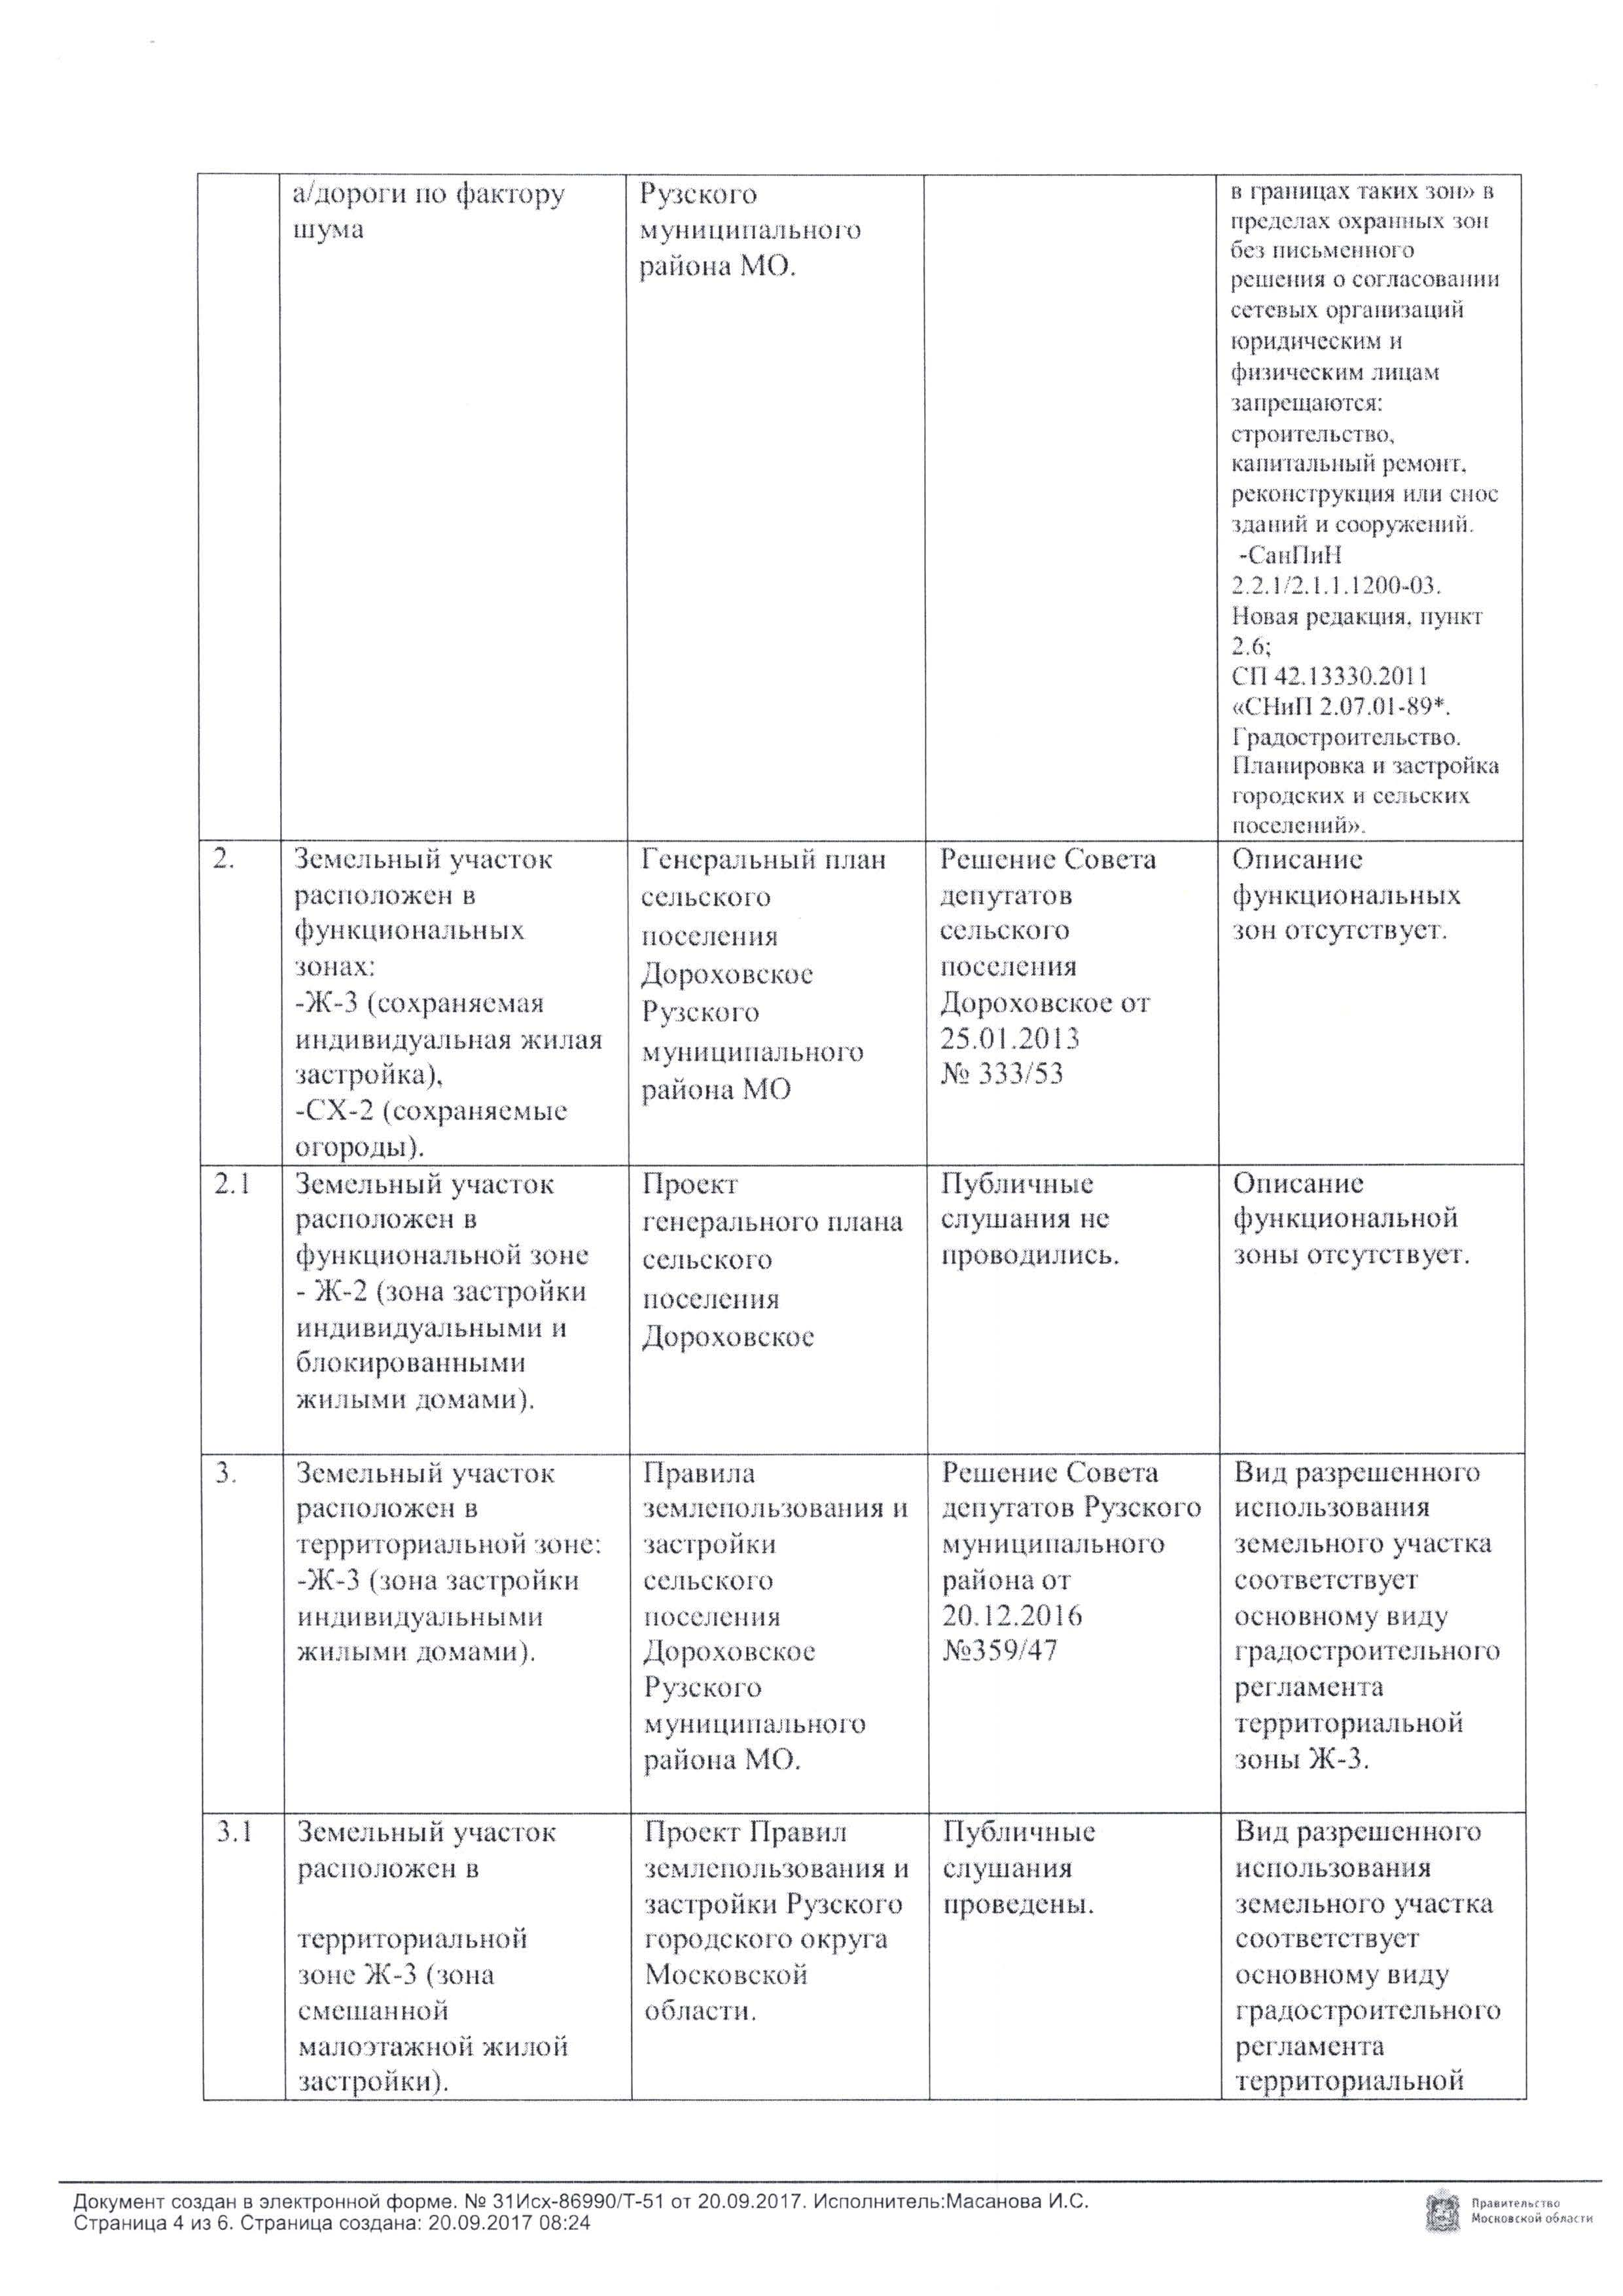 а/дороги по фактору
шума
Рузского
муниципального
района МО.
в границах таких зон» в
пределах охранных зон
без письменного
решения о согласовании
сетевых организаций
юридическим и
физическим лицам
запрещаются:
строительство,
капитальный ремонт,
реконструкция или снос
зданий и сооружений.
-СанПиН
2.2.1/2.1.1.1200-03.
Новая редакция, пункт
2.6;
СП 42.13330.2011
«СНиП 2.07.01-89*.
Градостроительство.
Планировка и застройка
городских и сельских
поселений».
2.
Земельный участок
расположен в
функциональных
зонах:
-Ж-3 (сохраняемая
индивидуальная жилая
застройка),
-СХ-2 (сохраняемые
огороды).
Генеральный план
сельского
поселения
Дороховское
Рузского
муниципального
района МО
Решение Совета
депутатов
сельского
поселения
Дороховское от
25.01.2013
№ 333/53
Описание
функциональных
зон отсутствует.
2.1
Земельный участок
расположен в
функциональной зоне
- Ж-2 (зона застройки
индивидуальными и
блокированными
жилыми домами).
Проект
генерального плана
сельского
поселения
Дороховское
Публичные
слушания не
проводились.
Описание
функциональной
зоны отсутствует.
3.
Земельный участок
расположен в
территориальной зоне:
-Ж-3 (зона застройки
индивидуальными
жилыми домами).
Правила
землепользования и
застройки
сельского
поселения
Дороховское
Рузского
муниципального
района МО.
Решение Совета
депутатов Рузского
муниципального
района от
20.12.2016
№359/47
Вид разрешенного
использования
земельного участка
соответствует
основному виду
градостроительного
регламента
территориальной
зоны Ж-3.
3.1
Земельный участок
расположен в
территориальной
зоне Ж-3 (зона
смешанной
малоэтажной жилой
застройки).
Проект Правил
землепользования и
застройки Рузского
городского округа
Московской
области.
Публичные
слушания
проведены.
Вид разрешенного
использования
земельного участка
соответствует
основному виду
градостроительного
регламента
территориальной
Документ создан в электронной форме. № 31Исх-86990/Т-51 от 20.09.2017. Исполнитель:Масанова И.С.
Страница 4 из 6. Страница создана: 20.09.2017 08:24
Правительство
Московской области